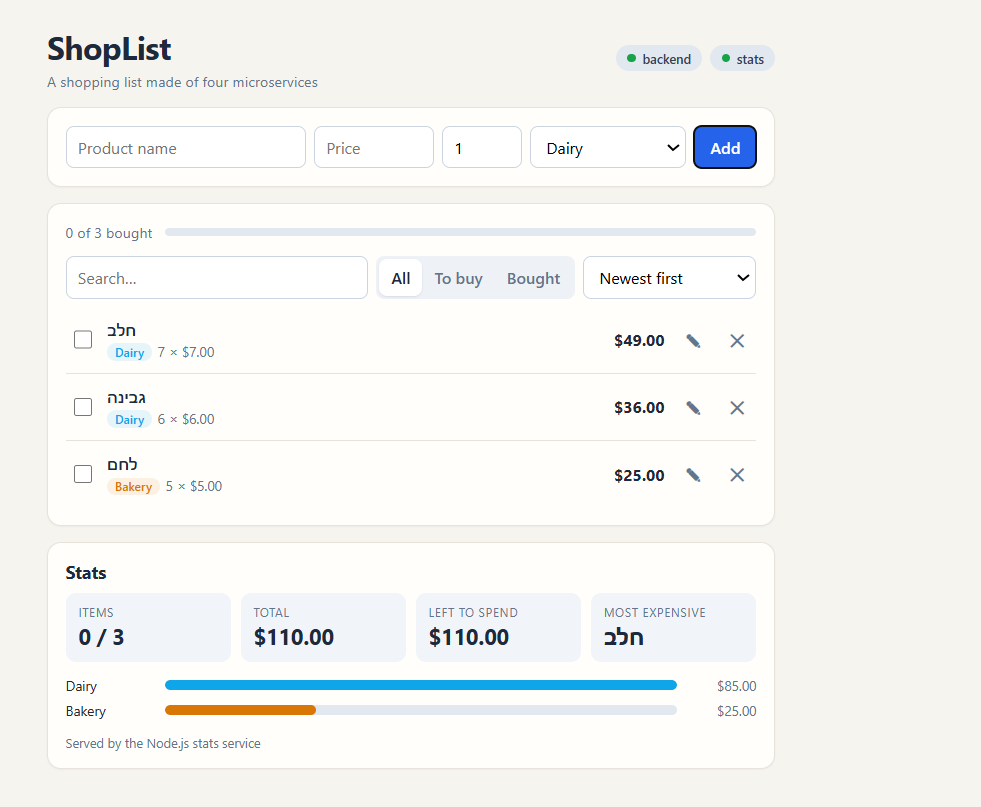 ShopList
A shopping list made of four microservices
backend
stats
Product name
Price
1
Dairy
Add
0 of 3 bought
Search...
All
To buy
Bought
Newest first
חלב
Dairy 7 × $7.00
$49.00
גבינה
Dairy 6 × $6.00
$36.00
לחם
Bakery 5 × $5.00
$25.00
Stats
ITEMS
0 / 3
TOTAL
$110.00
LEFT TO SPEND
$110.00
MOST EXPENSIVE
חלב
Dairy
$85.00
Bakery
$25.00
Served by the Node.js stats service